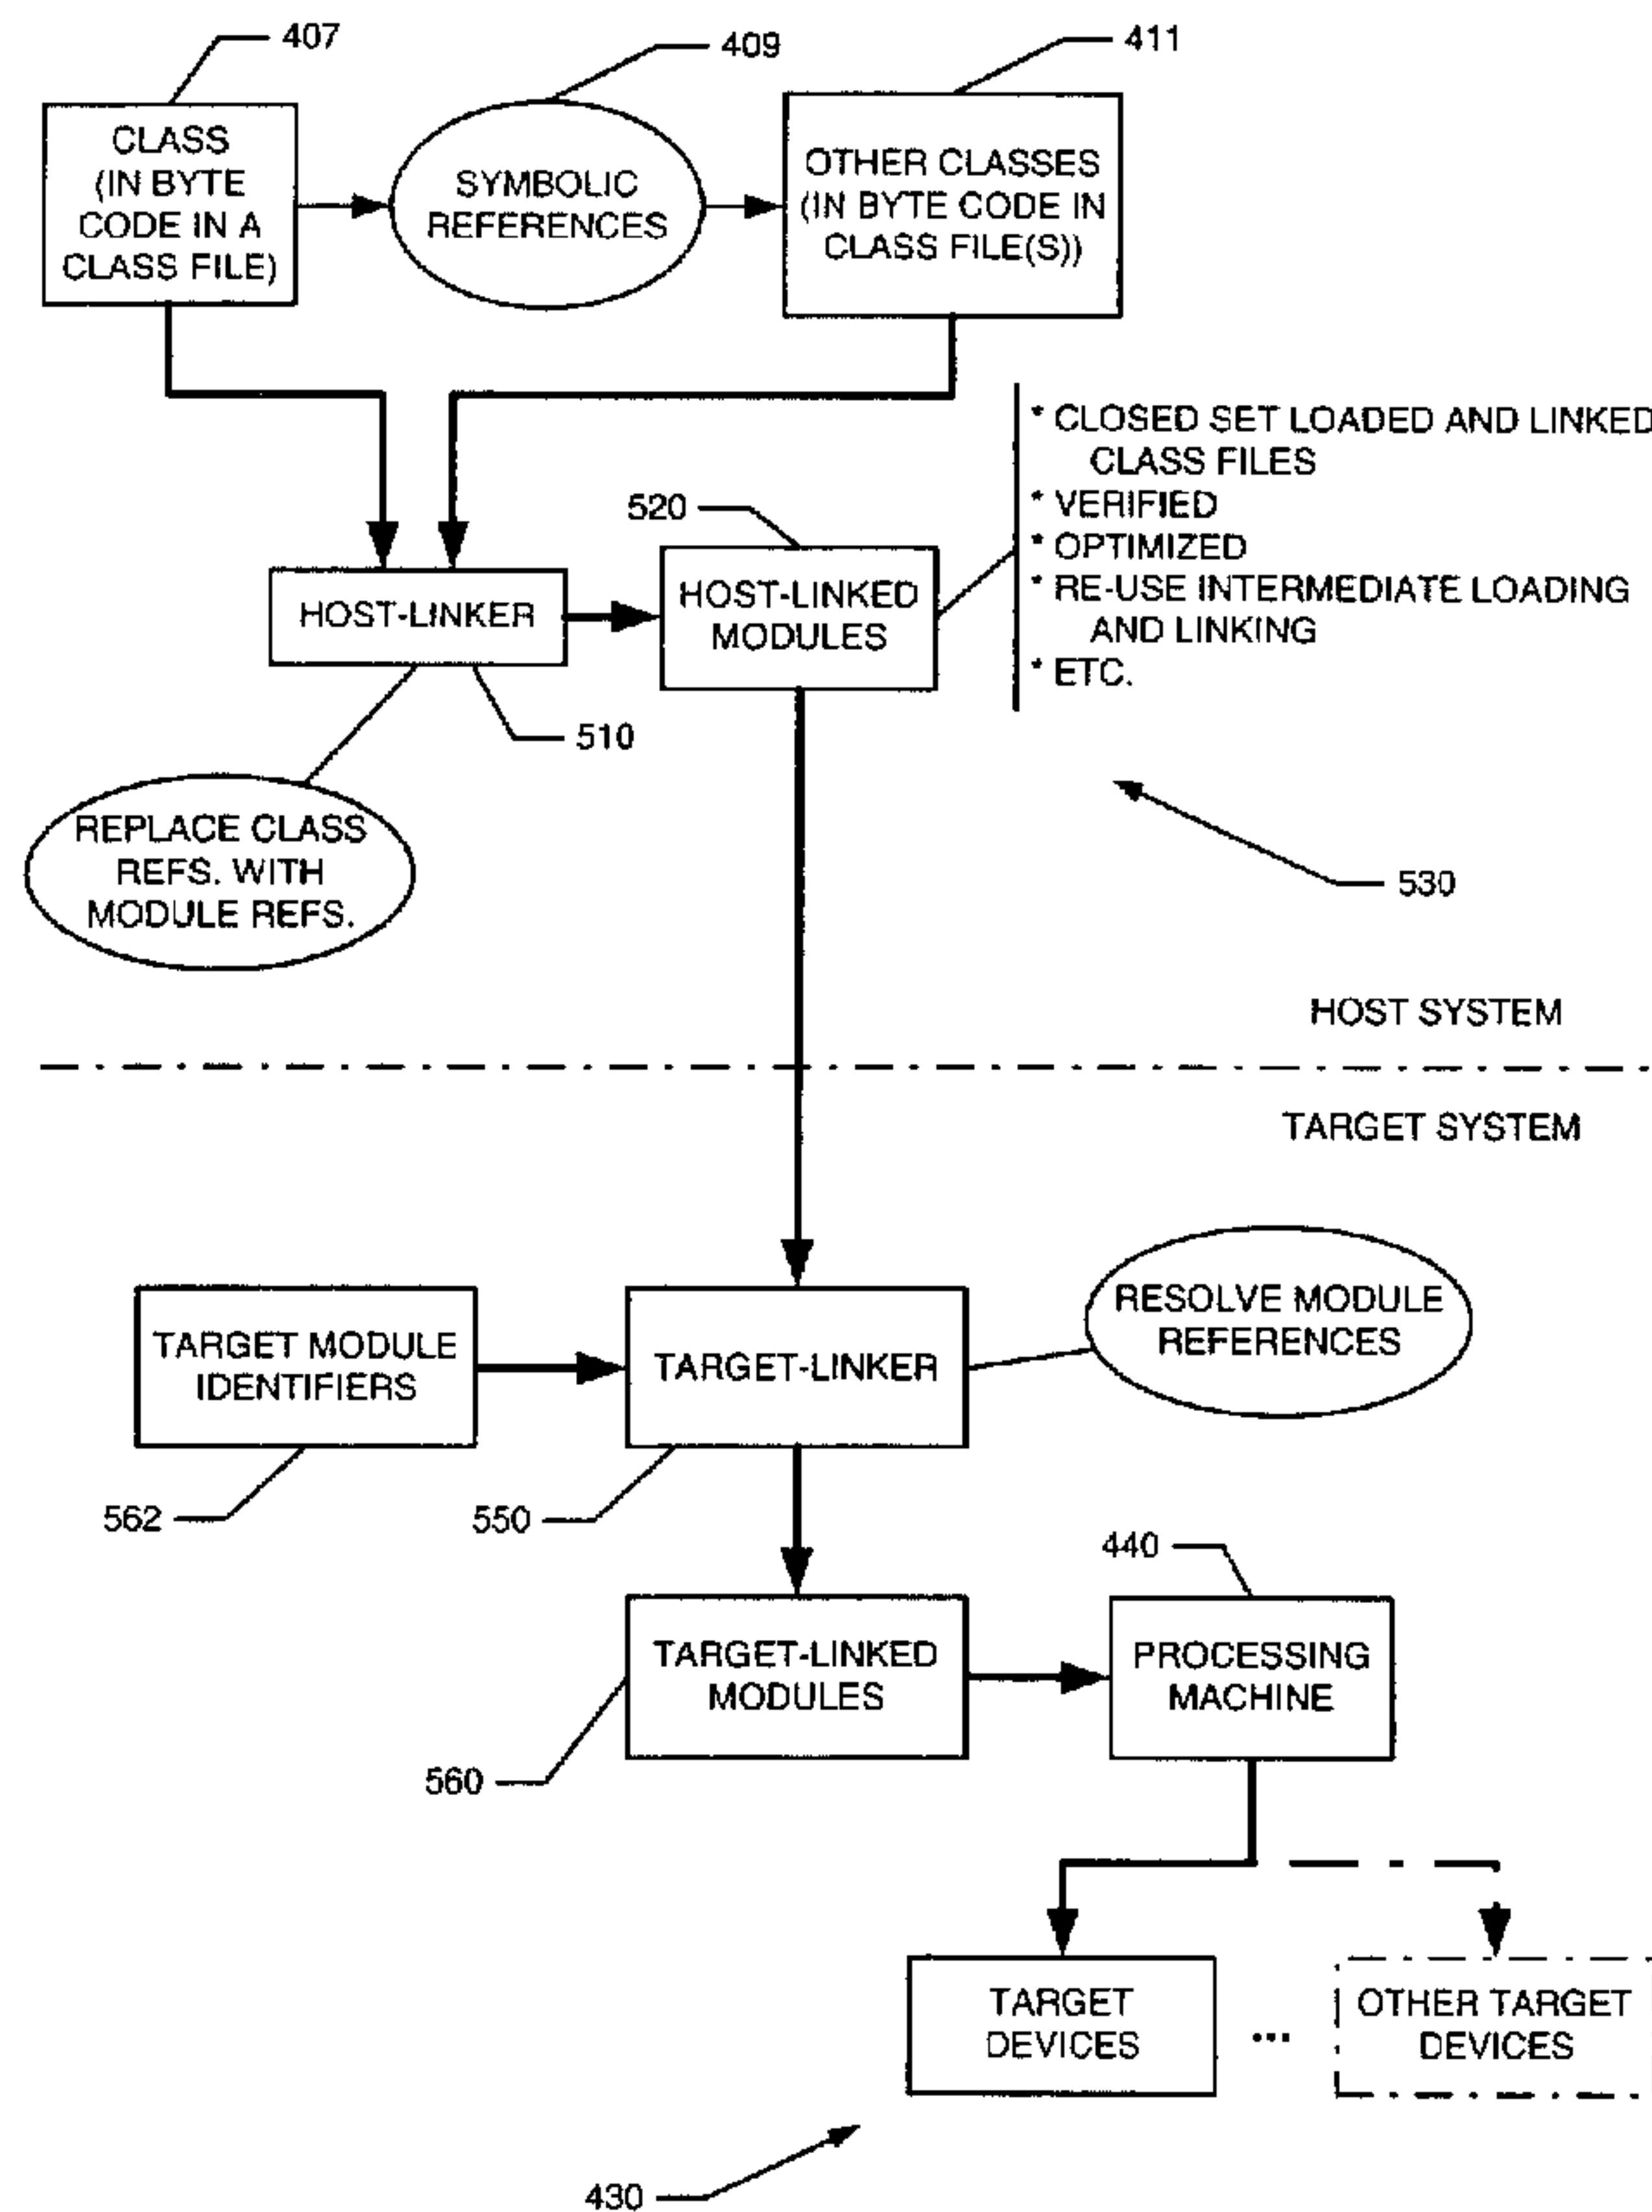 407
409
411
CLASS
(IN BYTE
CODE IN A
CLASS FILE)
SYMBOLIC
REFERENCES
OTHER CLASSES
(IN BYTE CODE IN
CLASS FILE(S))
* CLOSED SET LOADED AND LINKED
CLASS FILES
* VERIFIED
* OPTIMIZED
* RE-USE INTERMEDIATE LOADING
AND LINKING
* ETC.
520
HOST-LINKER
HOST-LINKED
MODULES
510
REPLACE CLASS
REFS. WITH
MODULE REFS.
530
HOST SYSTEM
TARGET SYSTEM
TARGET MODULE
IDENTIFIERS
TARGET-LINKER
RESOLVE MODULE
REFERENCES
562
550
440
TARGET-LINKED
MODULES
PROCESSING
MACHINE
560
TARGET
DEVICES
...
OTHER TARGET
DEVICES
430